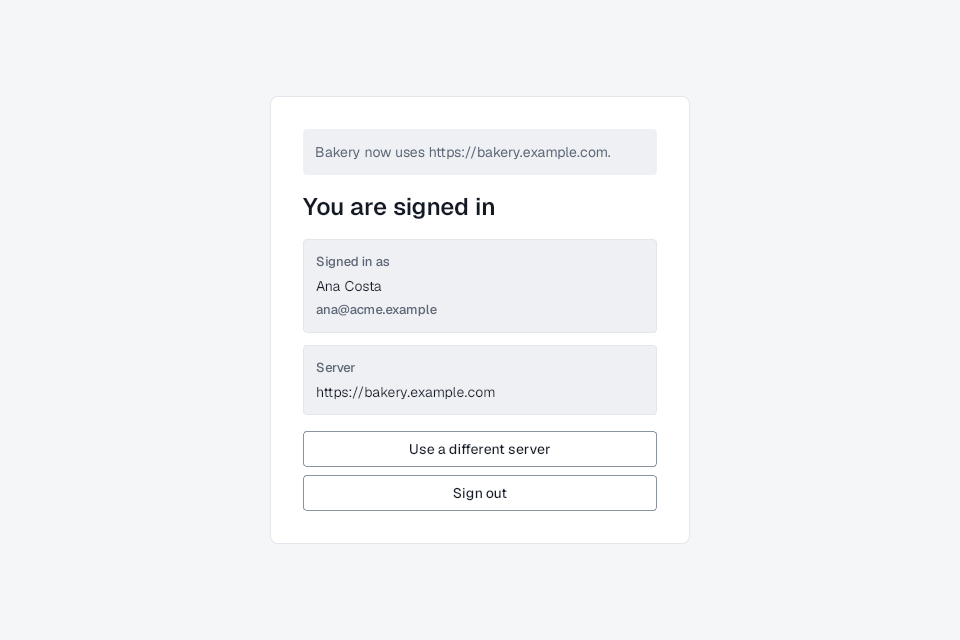 Bakery now uses https://bakery.example.com.
You are signed in
Signed in as
Ana Costa
ana@acme.example
Server
https://bakery.example.com
Use a different server
Sign out